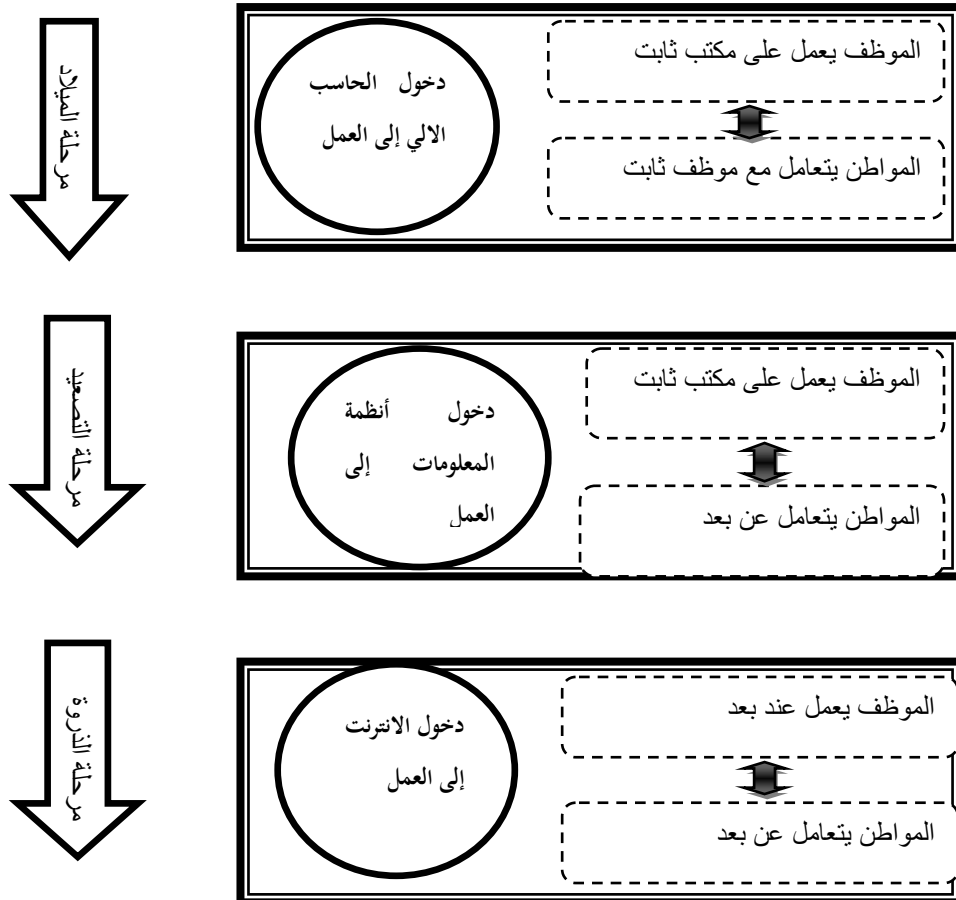 الموظف يعمل على مكتب ثابت
المواطن يتعامل مع موظف ثابت
دخول الحاسب
الالي إلى العمل
مرحلة الميلاد
الموظف يعمل على مكتب ثابت
المواطن يتعامل عن بعد
دخول أنظمة
المعلومات إلى
العمل
مرحلة التصعيد
الموظف يعمل عند بعد
المواطن يتعامل عن بعد
دخول الانترنت
إلى العمل
مرحلة الذروة